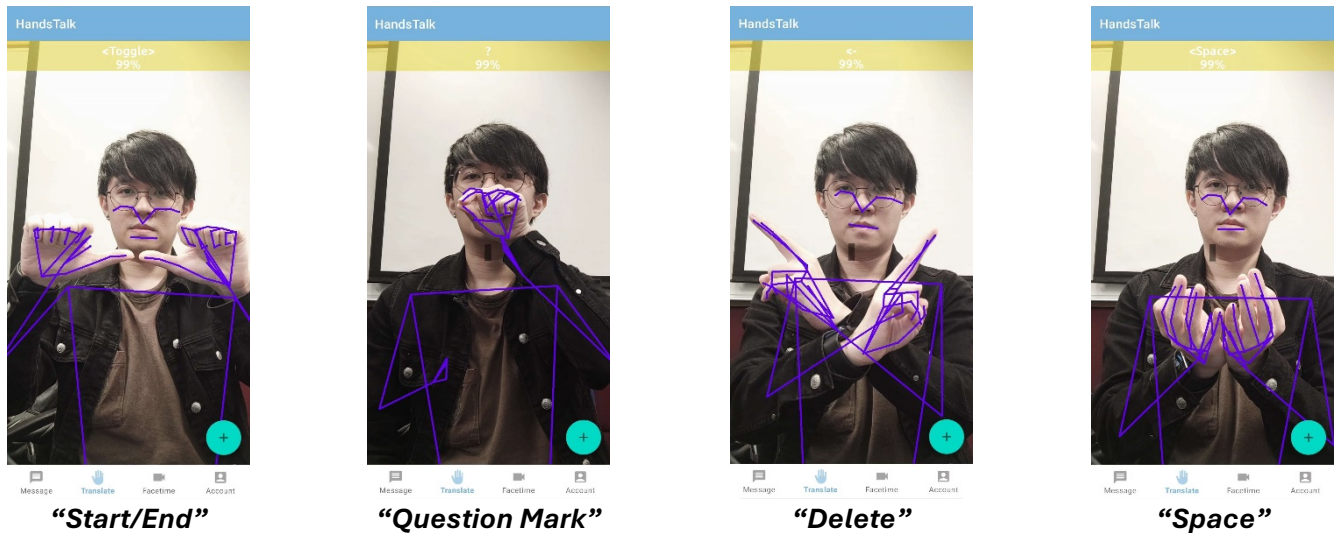 HandsTalk
<Toggle>
99%
Message Translate Facetime Account
“Start/End”
HandsTalk
?
99%
Message Translate Facetime Account
“Question Mark”
HandsTalk
<-
99%
Message Translate Facetime Account
“Delete”
HandsTalk
<Space>
99%
Message Translate Facetime Account
“Space”